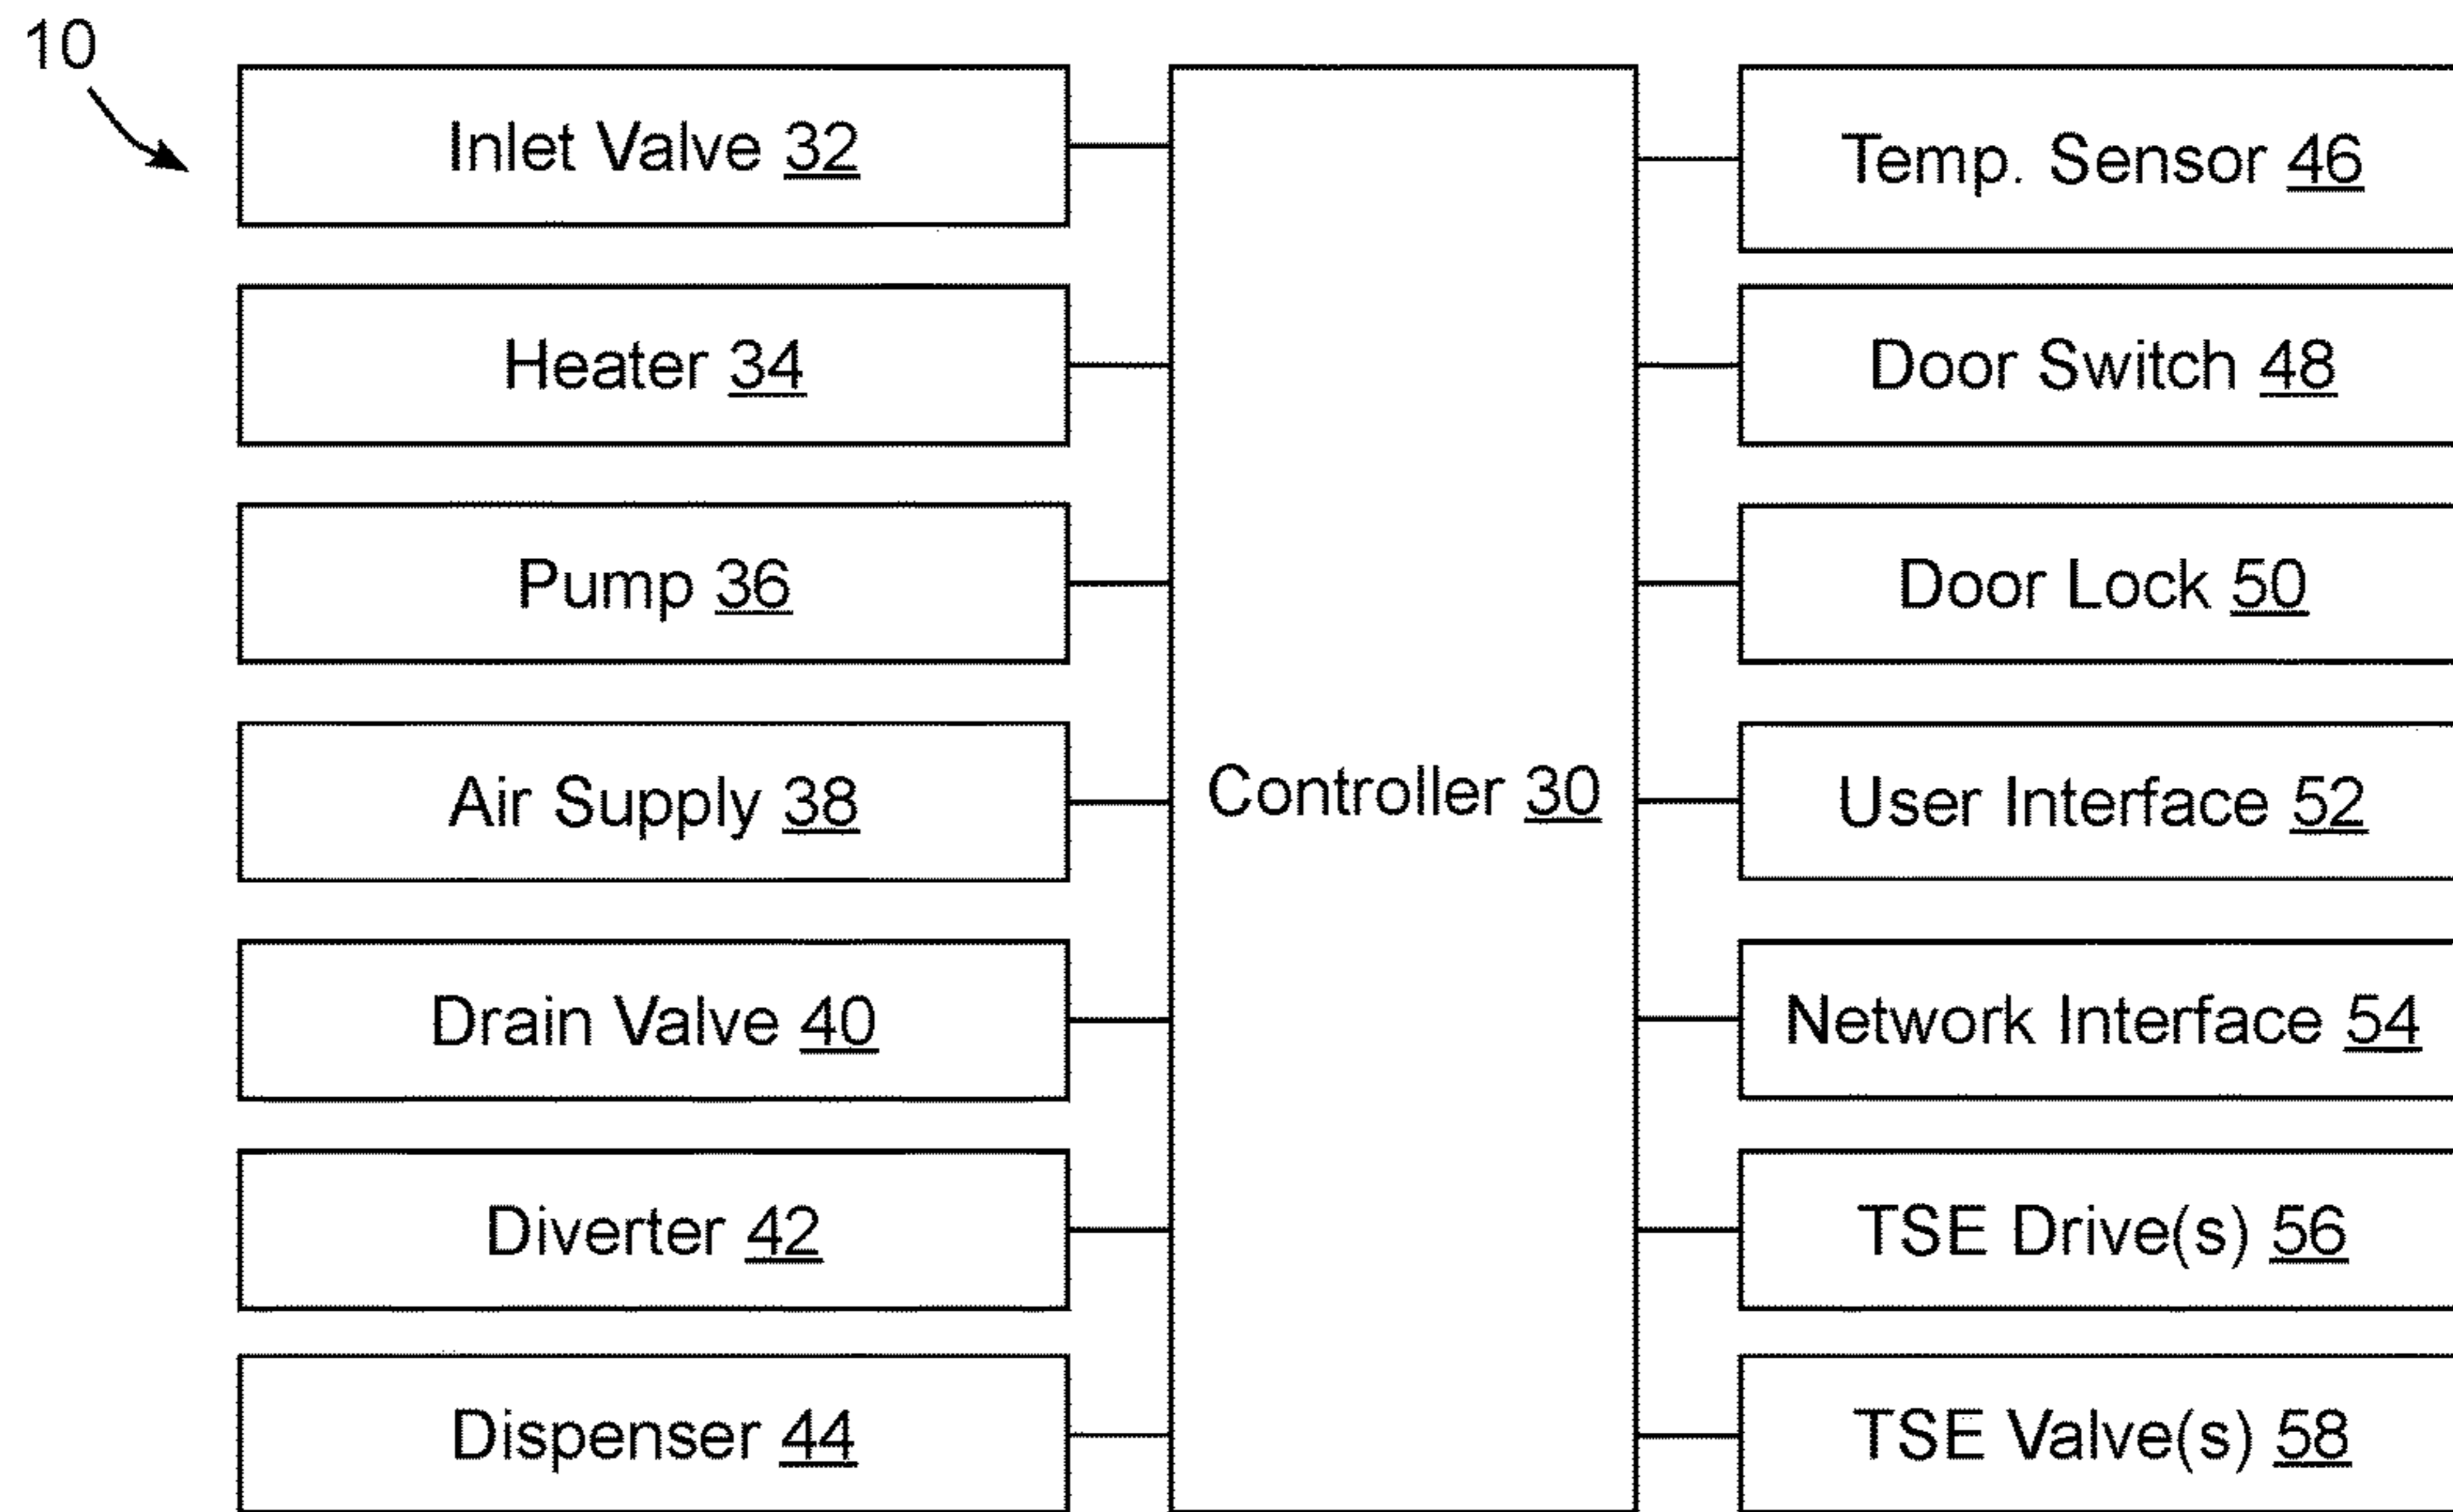 10
Inlet Valve 32
Heater 34
Pump 36
Air Supply 38
Drain Valve 40
Diverter 42
Dispenser 44
Controller 30
Temp. Sensor 46
Door Switch 48
Door Lock 50
User Interface 52
Network Interface 54
TSE Drive(s) 56
TSE Valve(s) 58